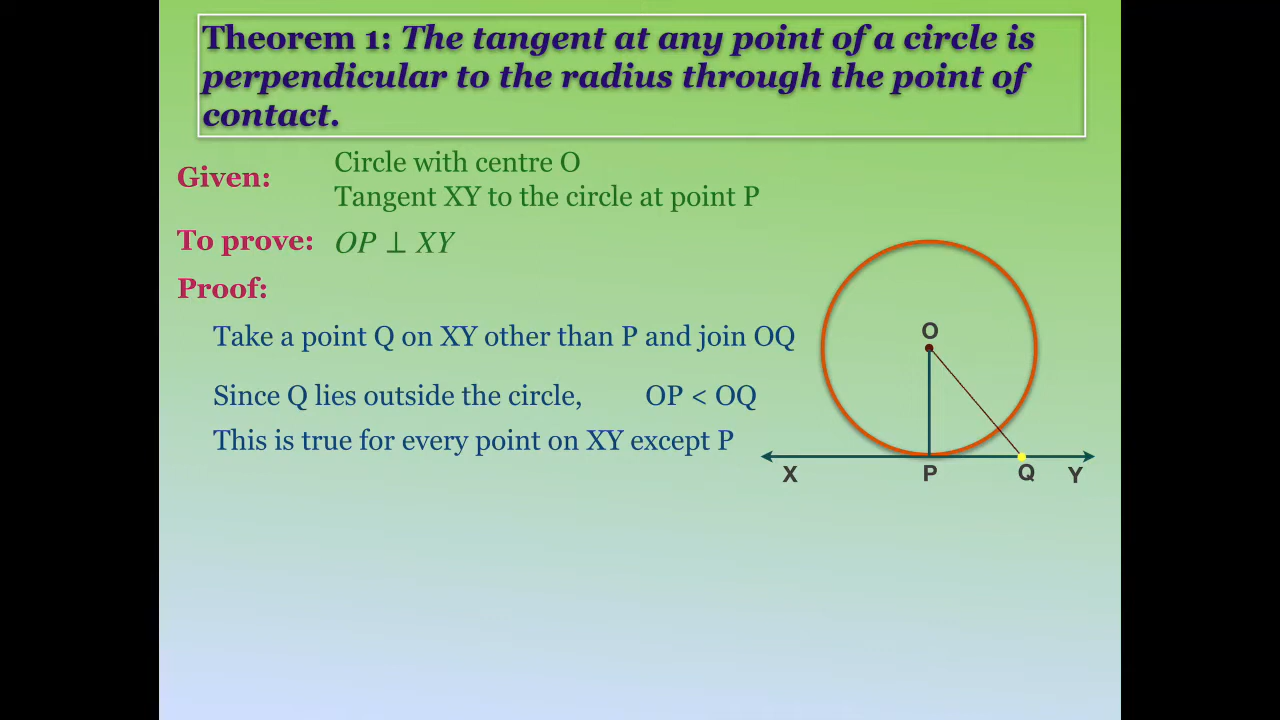 Theorem 1: The tangent at any point of a circle is
perpendicular to the radius through the point of
contact.
Given:
Circle with centre O
Tangent XY to the circle at point P
To prove: OP ⊥ XY
Proof:
Take a point Q on XY other than P and join OQ
Since Q lies outside the circle, OP < OQ
This is true for every point on XY except P
O
X P Q Y